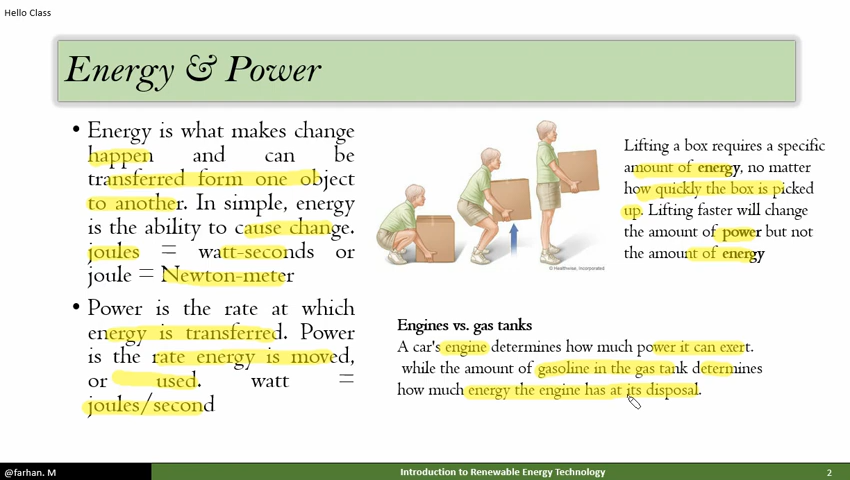 Hello Class
Energy & Power
• Energy is what makes change
happen and can be
transferred form one object
to another. In simple, energy
is the ability to cause change.
joules = watt-seconds or
joule = Newton-meter
• Power is the rate at which
energy is transferred. Power
is the rate energy is moved,
or used. watt =
joules/second
© Healthwise, Incorporated
Lifting a box requires a specific
amount of energy, no matter
how quickly the box is picked
up. Lifting faster will change
the amount of power but not
the amount of energy
Engines vs. gas tanks
A car's engine determines how much power it can exert.
while the amount of gasoline in the gas tank determines
how much energy the engine has at its disposal.
@farhan. M
Introduction to Renewable Energy Technology
2